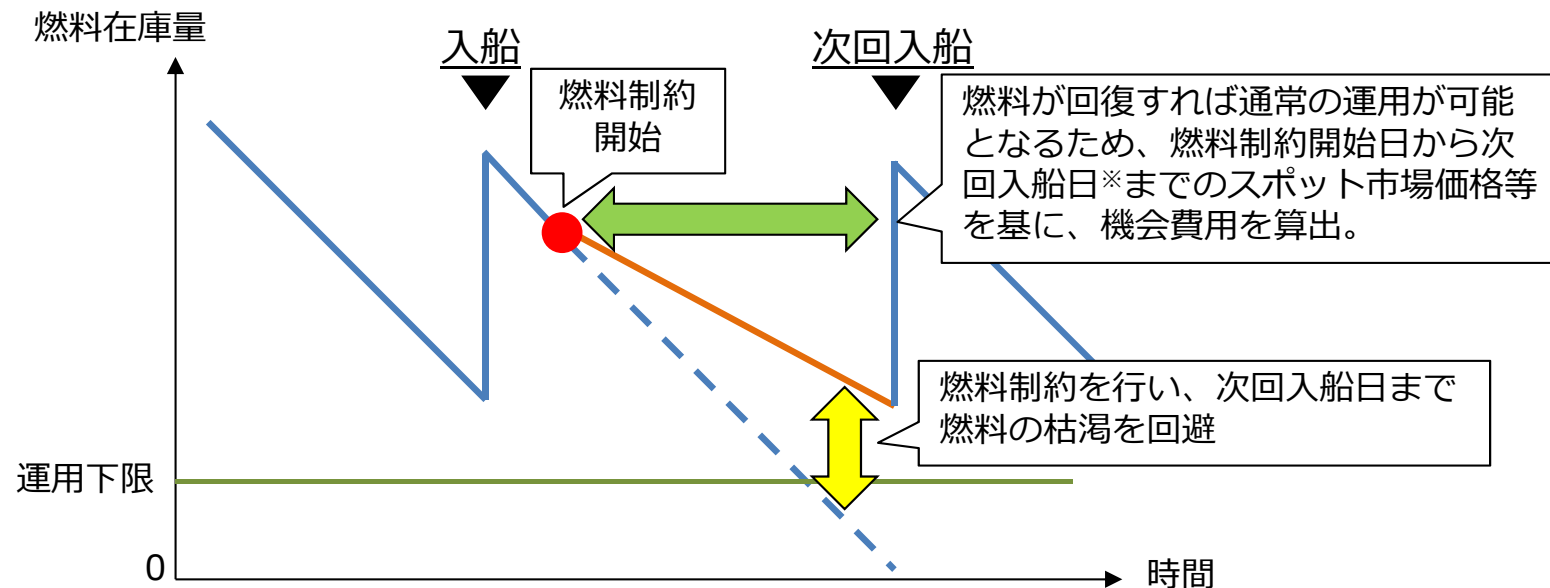 燃料在庫量
入船
次回入船
燃料制約
開始
燃料が回復すれば通常の運用が可能
となるため、燃料制約開始日から次
回入船日※までのスポット市場価格等
を基に、機会費用を算出。
燃料制約を行い、次回入船日まで
燃料の枯渇を回避
運用下限
0
時間